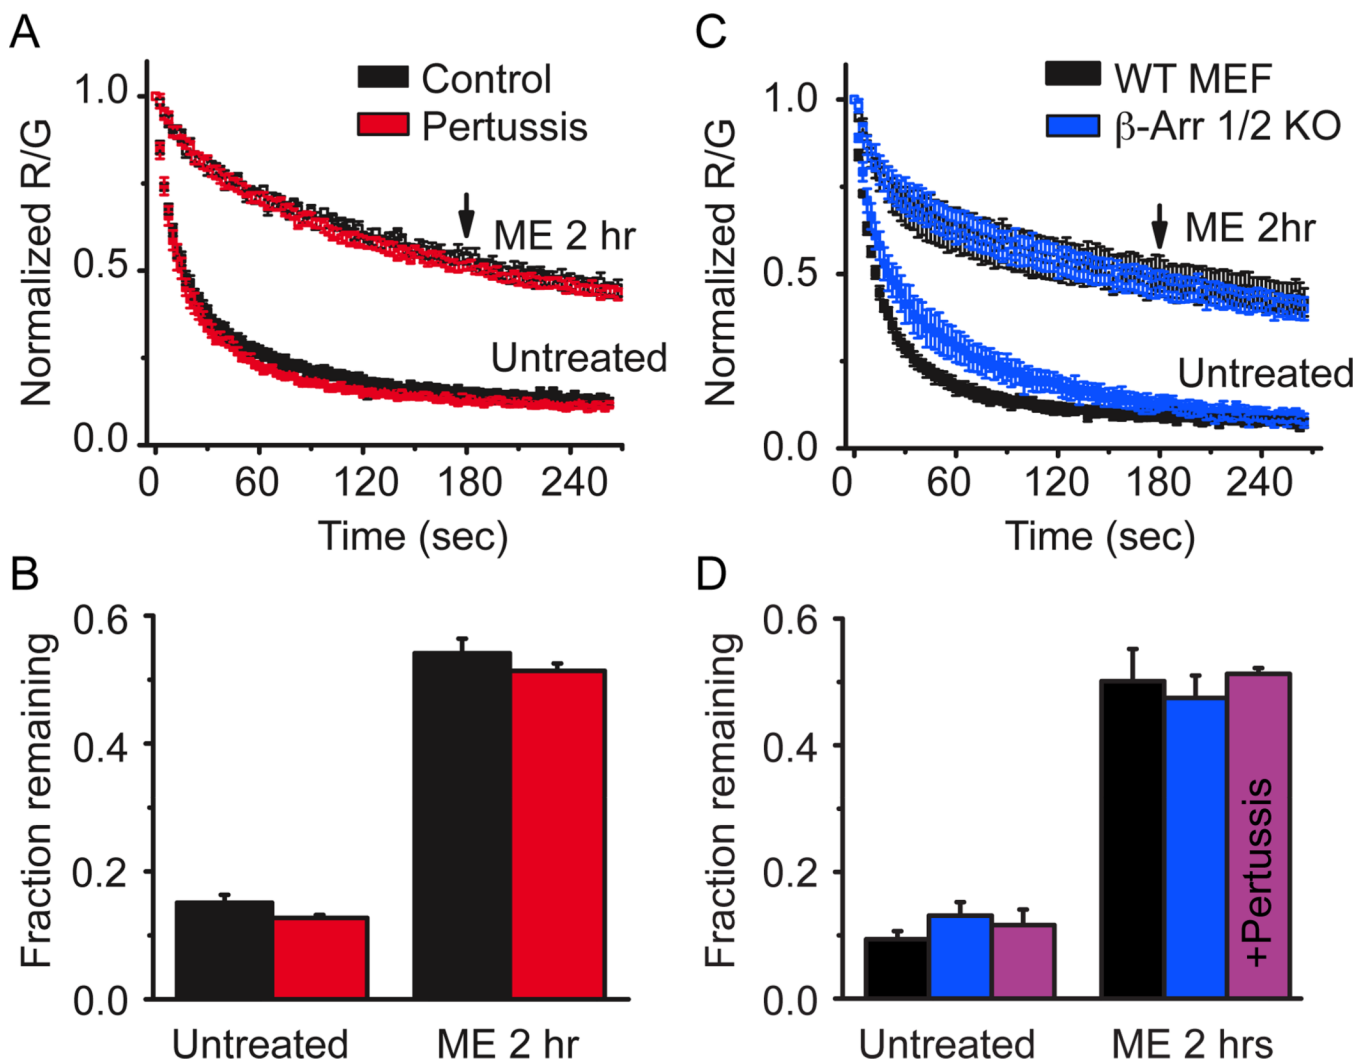 A
Normalized R/G
1.0
0.5
0.0
Control
Pertussis
ME 2 hr
Untreated
0 60 120 180 240
Time (sec)
C
Normalized R/G
1.0
0.5
0.0
WT MEF
β-Arr 1/2 KO
ME 2hr
Untreated
0 60 120 180 240
Time (sec)
B
Fraction remaining
0.6
0.4
0.2
0.0
Untreated ME 2 hr
D
Fraction remaining
0.6
0.4
0.2
0.0
+Pertussis
Untreated ME 2 hrs